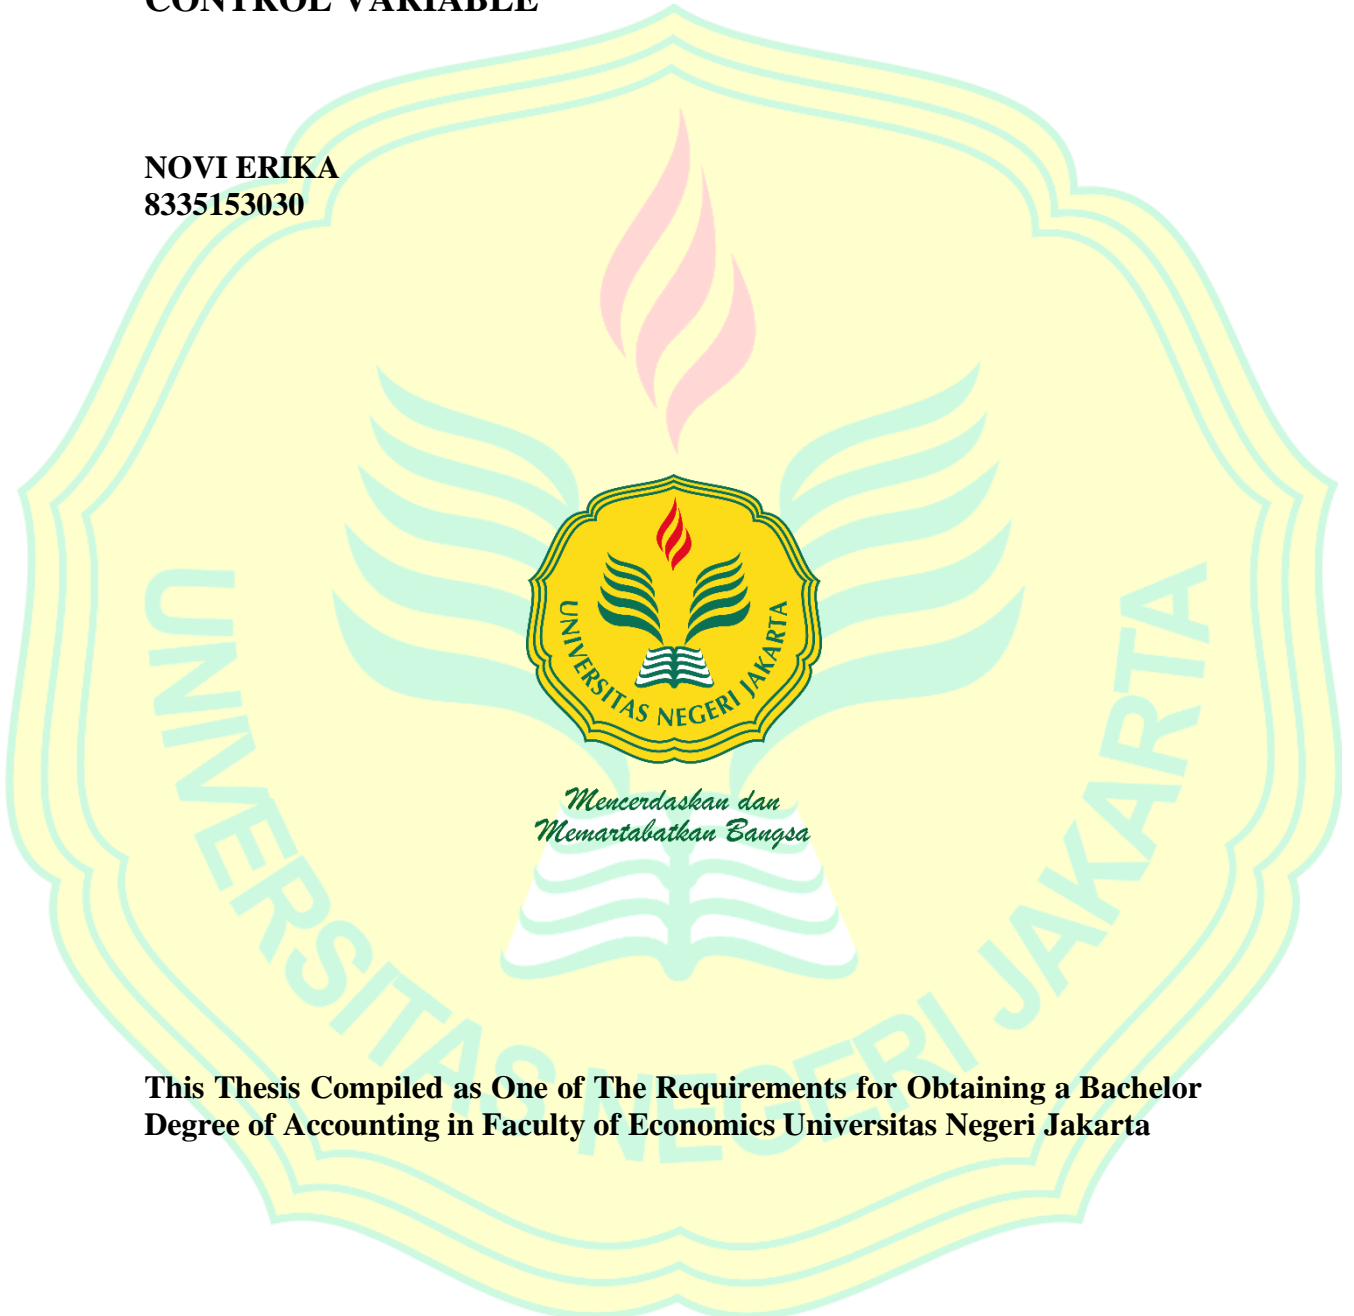 CONTROL VARIABLE
NOVI ERIKA
8335153030
UNIVERSITAS NEGERI JAKARTA
UNIVERSITAS NEGERI JAKARTA
Mencerdaskan dan
Memartabatkan Bangsa
This Thesis Compiled as One of The Requirements for Obtaining a Bachelor
Degree of Accounting in Faculty of Economics Universitas Negeri Jakarta